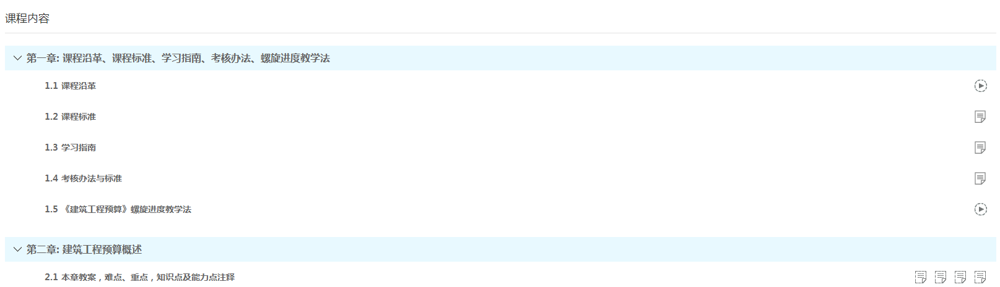 课程内容
第一章: 课程沿革、课程标准、学习指南、考核办法、螺旋进度教学法
1.1 课程沿革
1.2 课程标准
1.3 学习指南
1.4 考核办法与标准
1.5 《建筑工程预算》螺旋进度教学法
第二章: 建筑工程预算概述
2.1 本章教案，难点、重点，知识点及能力点注释